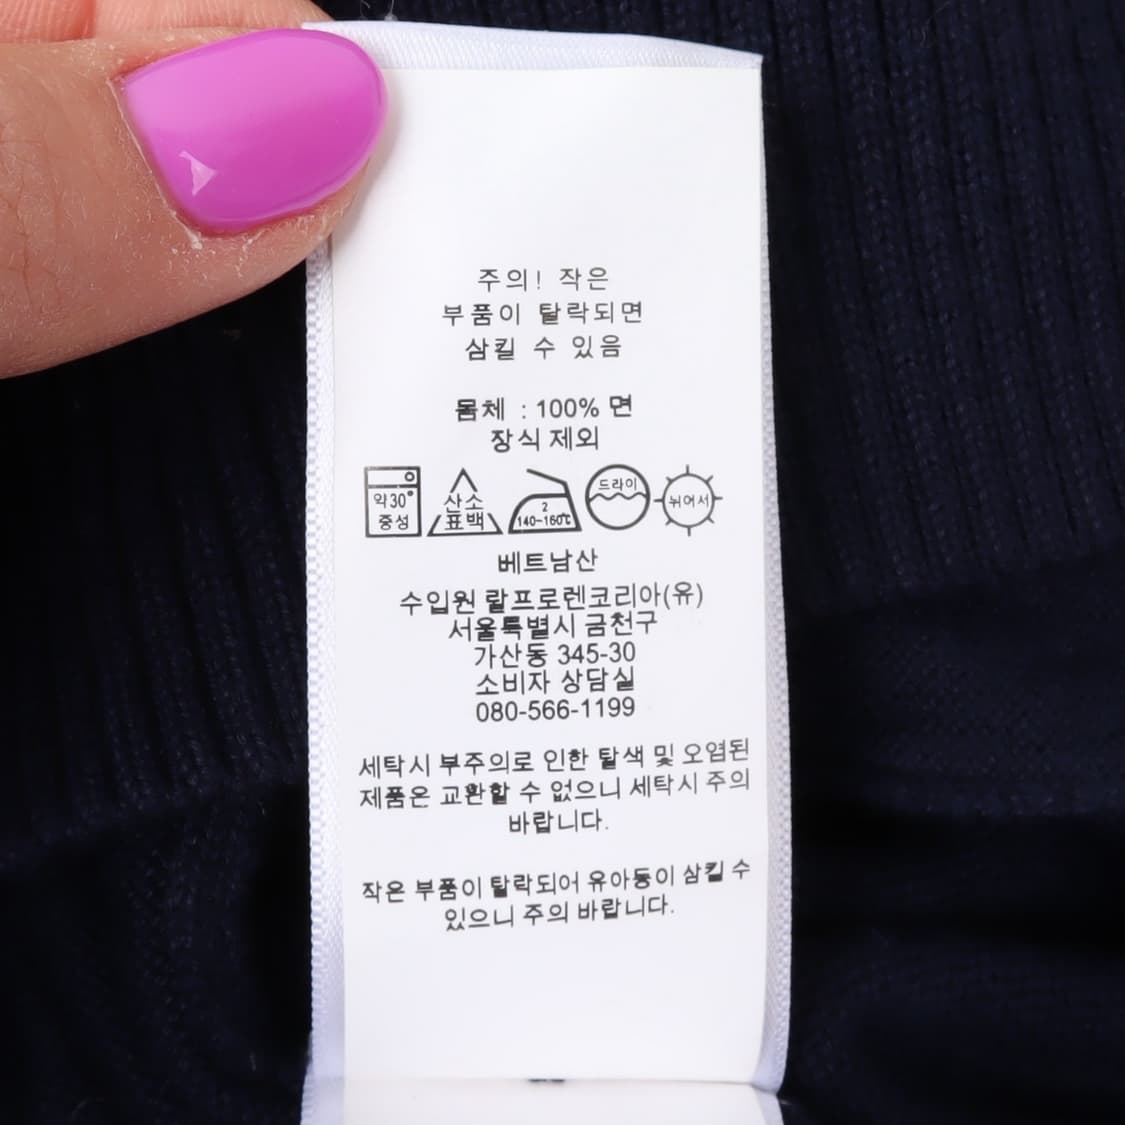 주의! 작은
부품이 탈락되면
삼킬 수 있음
몸체 : 100% 면
장식 제외
약30°
중성
산소
표백
2
140-160℃
드라이
뉘어서
베트남산
수입원 랄프로렌코리아(유)
서울특별시 금천구
가산동 345-30
소비자 상담실
080-566-1199
세탁시 부주의로 인한 탈색 및 오염된
제품은 교환할 수 없으니 세탁시 주의
바랍니다.
작은 부품이 탈락되어 유아동이 삼킬 수
있으니 주의 바랍니다.